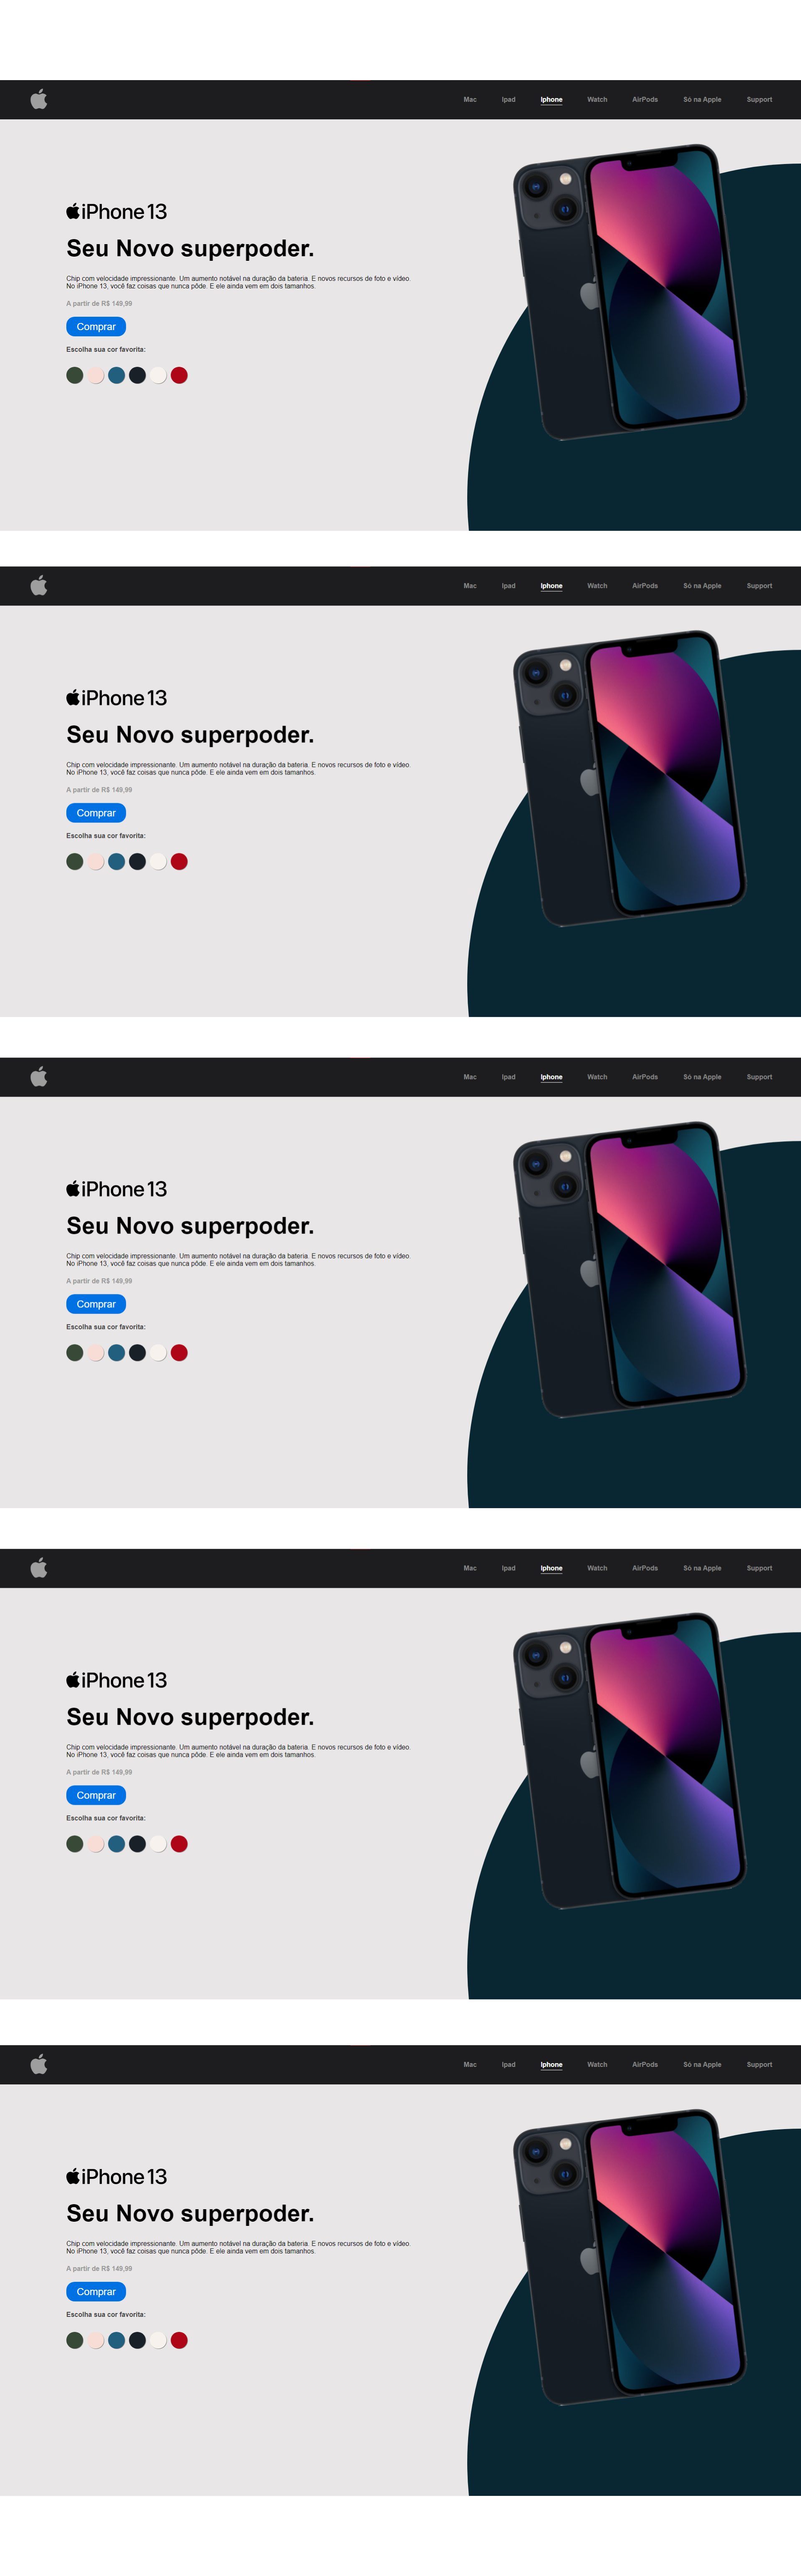 Mac Ipad Iphone Watch AirPods Só na Apple Support
iPhone 13
Seu Novo superpoder.
Chip com velocidade impressionante. Um aumento notável na duração da bateria. E novos recursos de foto e vídeo.
No iPhone 13, você faz coisas que nunca pôde. E ele ainda vem em dois tamanhos.
A partir de R$ 149,99
Comprar
Escolha sua cor favorita:
Mac Ipad Iphone Watch AirPods Só na Apple Support
iPhone 13
Seu Novo superpoder.
Chip com velocidade impressionante. Um aumento notável na duração da bateria. E novos recursos de foto e vídeo.
No iPhone 13, você faz coisas que nunca pôde. E ele ainda vem em dois tamanhos.
A partir de R$ 149,99
Comprar
Escolha sua cor favorita:
Mac Ipad Iphone Watch AirPods Só na Apple Support
iPhone 13
Seu Novo superpoder.
Chip com velocidade impressionante. Um aumento notável na duração da bateria. E novos recursos de foto e vídeo.
No iPhone 13, você faz coisas que nunca pôde. E ele ainda vem em dois tamanhos.
A partir de R$ 149,99
Comprar
Escolha sua cor favorita:
Mac Ipad Iphone Watch AirPods Só na Apple Support
iPhone 13
Seu Novo superpoder.
Chip com velocidade impressionante. Um aumento notável na duração da bateria. E novos recursos de foto e vídeo.
No iPhone 13, você faz coisas que nunca pôde. E ele ainda vem em dois tamanhos.
A partir de R$ 149,99
Comprar
Escolha sua cor favorita:
Mac Ipad Iphone Watch AirPods Só na Apple Support
iPhone 13
Seu Novo superpoder.
Chip com velocidade impressionante. Um aumento notável na duração da bateria. E novos recursos de foto e vídeo.
No iPhone 13, você faz coisas que nunca pôde. E ele ainda vem em dois tamanhos.
A partir de R$ 149,99
Comprar
Escolha sua cor favorita: